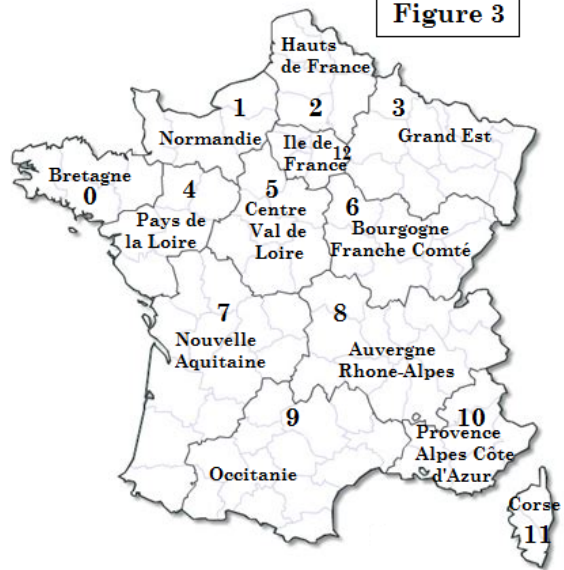 Figure 3
Hauts
de France
1
2
3
Normandie
Ile de
France
12
Grand Est
Bretagne
0
4
Pays de
la Loire
5
Centre
Val de
Loire
6
Bourgogne
Franche Comté
7
Nouvelle
Aquitaine
8
Auvergne
Rhone-Alpes
9
Occitanie
10
Provence
Alpes Côte
d'Azur
Corse
11